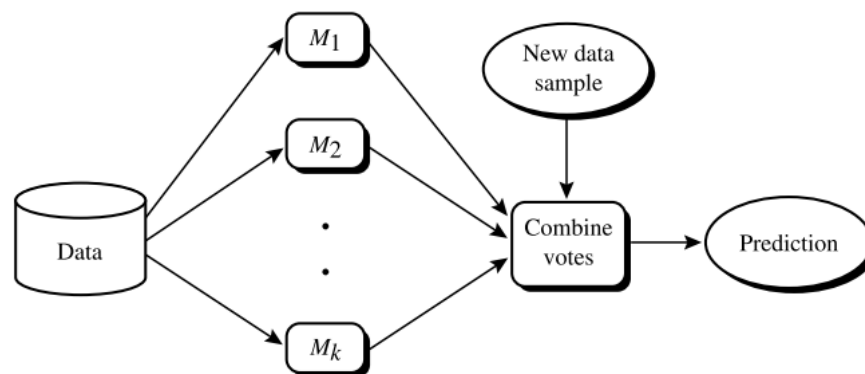 M1
New data
sample
M2
Data
Combine
votes
Prediction
Mk